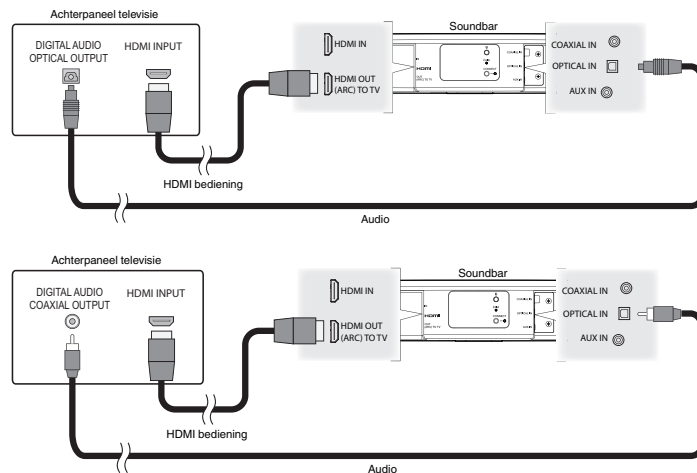 Achterpaneel televisie
DIGITAL AUDIO
OPTICAL OUTPUT
HDMI INPUT
HDMI bediening
Audio
HDMI IN
HDMI OUT
(ARC) TO TV
Soundbar
HDMI
COAXIAL IN
OPTICAL IN
AUX IN
Achterpaneel televisie
DIGITAL AUDIO
COAXIAL OUTPUT
HDMI INPUT
HDMI bediening
Audio
HDMI IN
HDMI OUT
(ARC) TO TV
Soundbar
HDMI
COAXIAL IN
OPTICAL IN
AUX IN